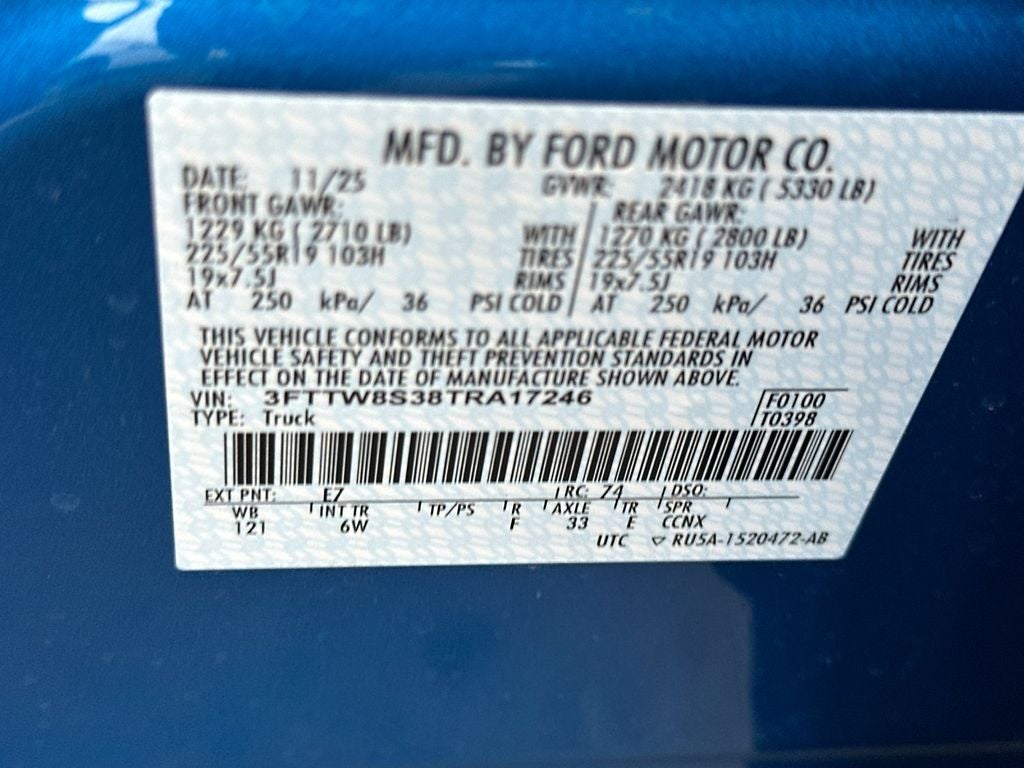 MFD. BY FORD MOTOR CO.
DATE: 11/25 GVWR: 2418 KG ( 5330 LB)
FRONT GAWR: REAR GAWR:
1229 KG ( 2710 LB) WITH 1270 KG ( 2800 LB) WITH
225/55R19 103H TIRES 225/55R19 103H TIRES
19x7.5J RIMS 19x7.5J RIMS
AT 250 kPa/ 36 PSI COLD AT 250 kPa/ 36 PSI COLD
THIS VEHICLE CONFORMS TO ALL APPLICABLE FEDERAL MOTOR
VEHICLE SAFETY AND THEFT PREVENTION STANDARDS IN
EFFECT ON THE DATE OF MANUFACTURE SHOWN ABOVE.
VIN: 3FTTW8S38TRA17246 F0100
TYPE: Truck T0398
EXT PNT: E7 RC: 74 DSO:
WB INT TR TP/PS R AXLE TR SPR
121 6W F 33 E CCNX
UTC ▽ RU5A-1520472-AB